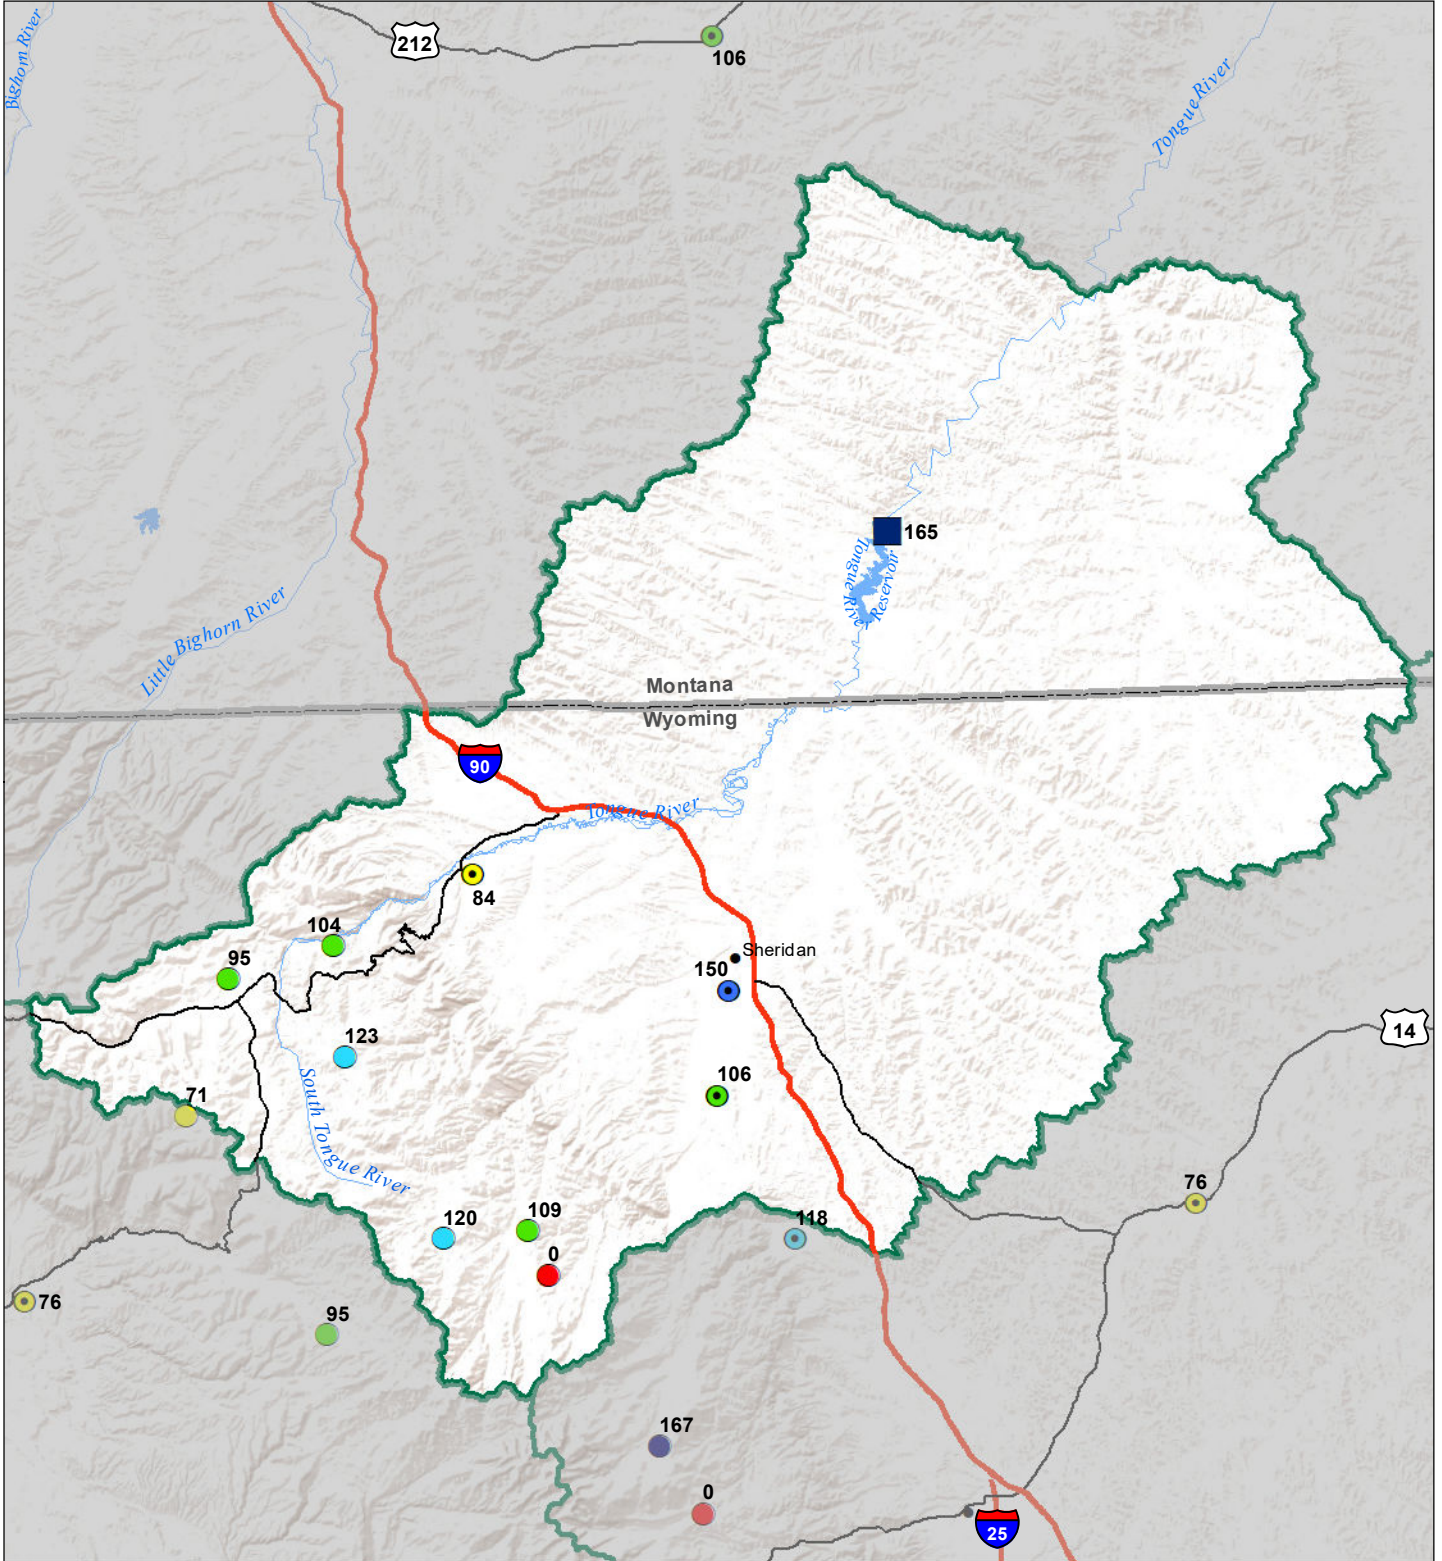 Bighorn River
212
106
Tongue River
165
Tongue River
Reservoir
Little Bighorn River
Montana
Wyoming
90
Tongue River
84
104
95
Sheridan
150
123
14
106
71
South Tongue River
76
109
120
118
0
76
95
167
0
25